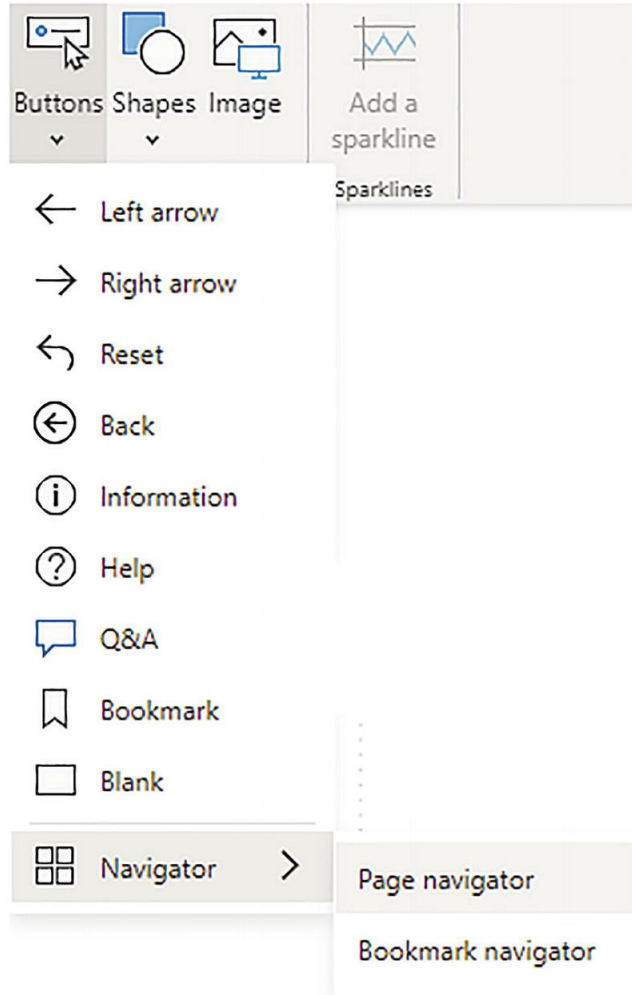 Buttons Shapes Image
Add a
sparkline
Sparklines
Left arrow
Right arrow
Reset
Back
Information
Help
Q&A
Bookmark
Blank
Navigator
Page navigator
Bookmark navigator